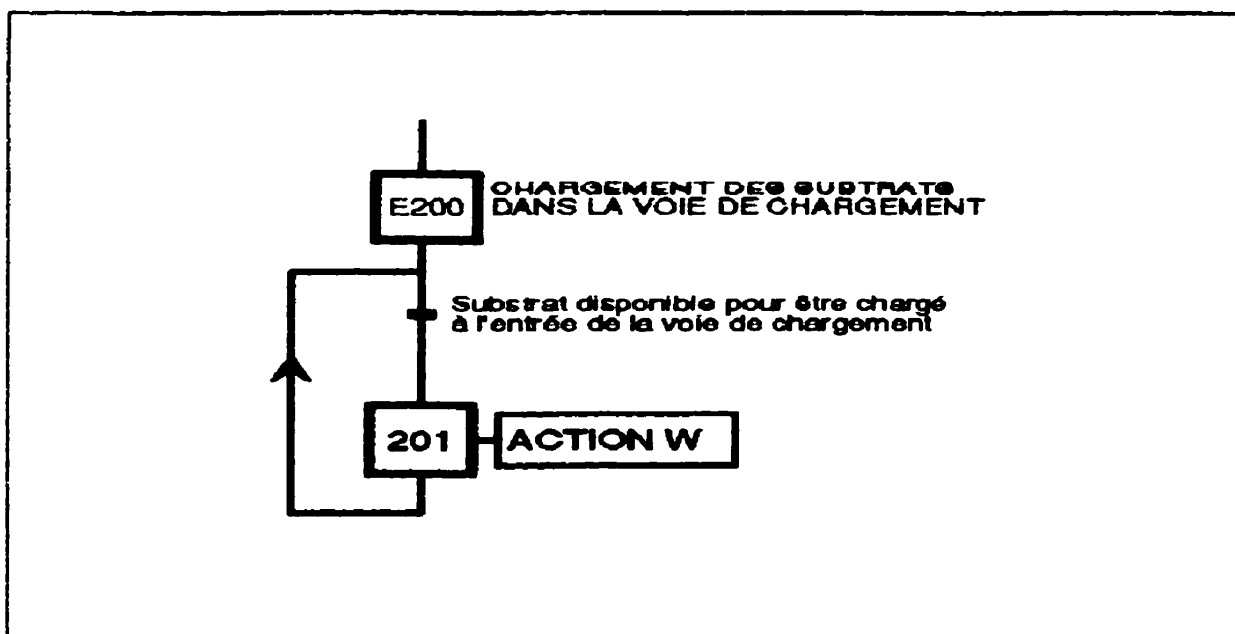 E200
CHARGEMENT DES SUBTRATS
DANS LA VOIE DE CHARGEMENT
Substrat disponible pour être chargé
à l'entrée de la voie de chargement
201
ACTION W